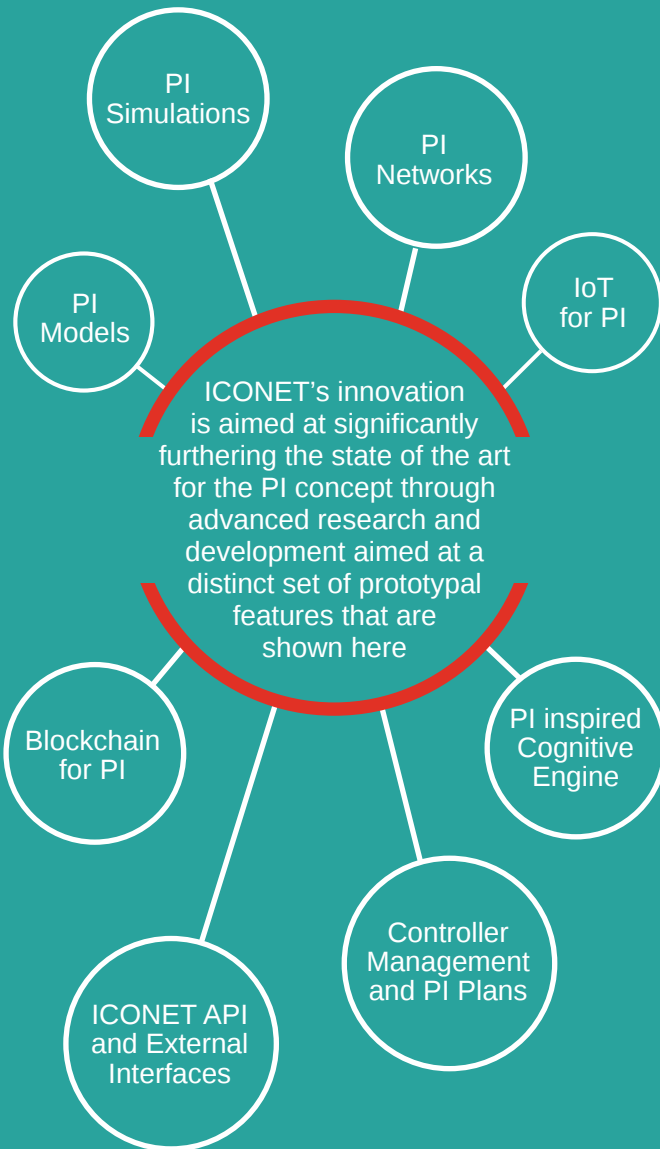 PI
Simulations
PI
Networks
IoT
for PI
PI
Models
ICONET’s innovation
is aimed at significantly
furthering the state of the art
for the PI concept through
advanced research and
development aimed at a
distinct set of prototypal
features that are
shown here
Blockchain
for PI
PI inspired
Cognitive
Engine
Controller
Management
and PI Plans
ICONET API
and External
Interfaces